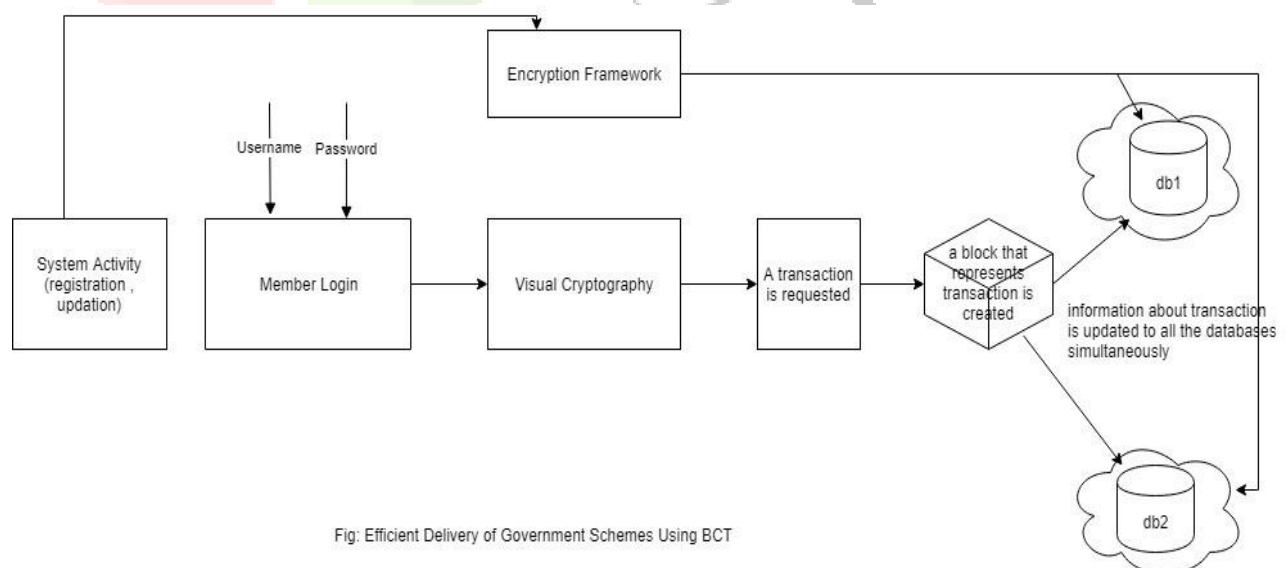 Encryption Framework
Username
Password
System Activity
(registration ,
updation)
Member Login
Visual Cryptography
A transaction
is requested
a block that
represents
transaction is
created
db1
information about transaction
is updated to all the databases
simultaneously
db2
Fig: Efficient Delivery of Government Schemes Using BCT